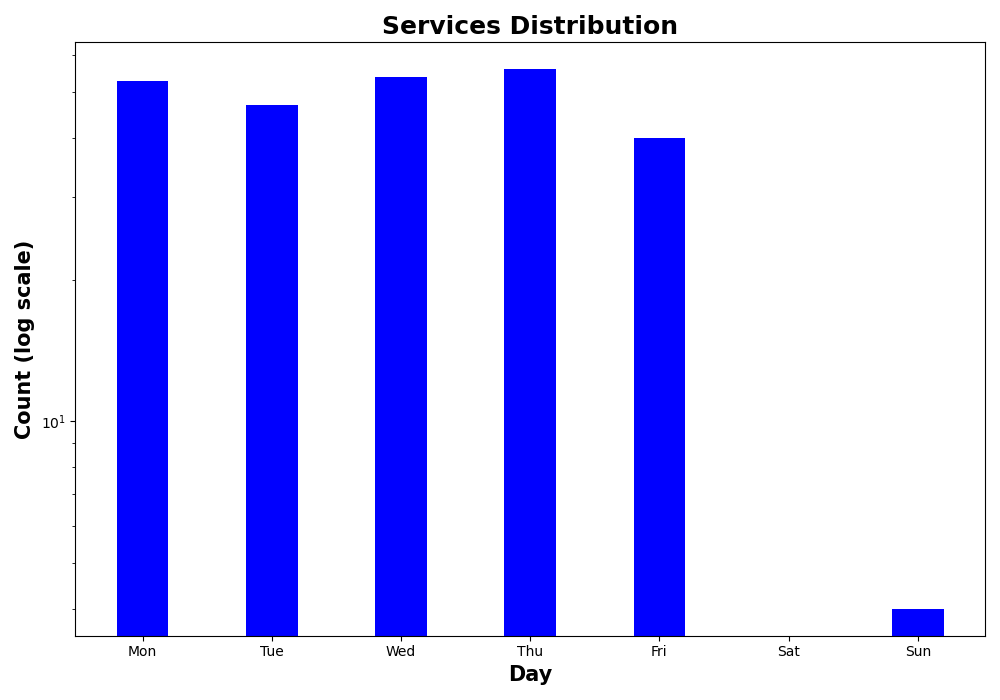 Services Distribution
Count (log scale)
10¹
Mon Tue Wed Thu Fri Sat Sun
Day